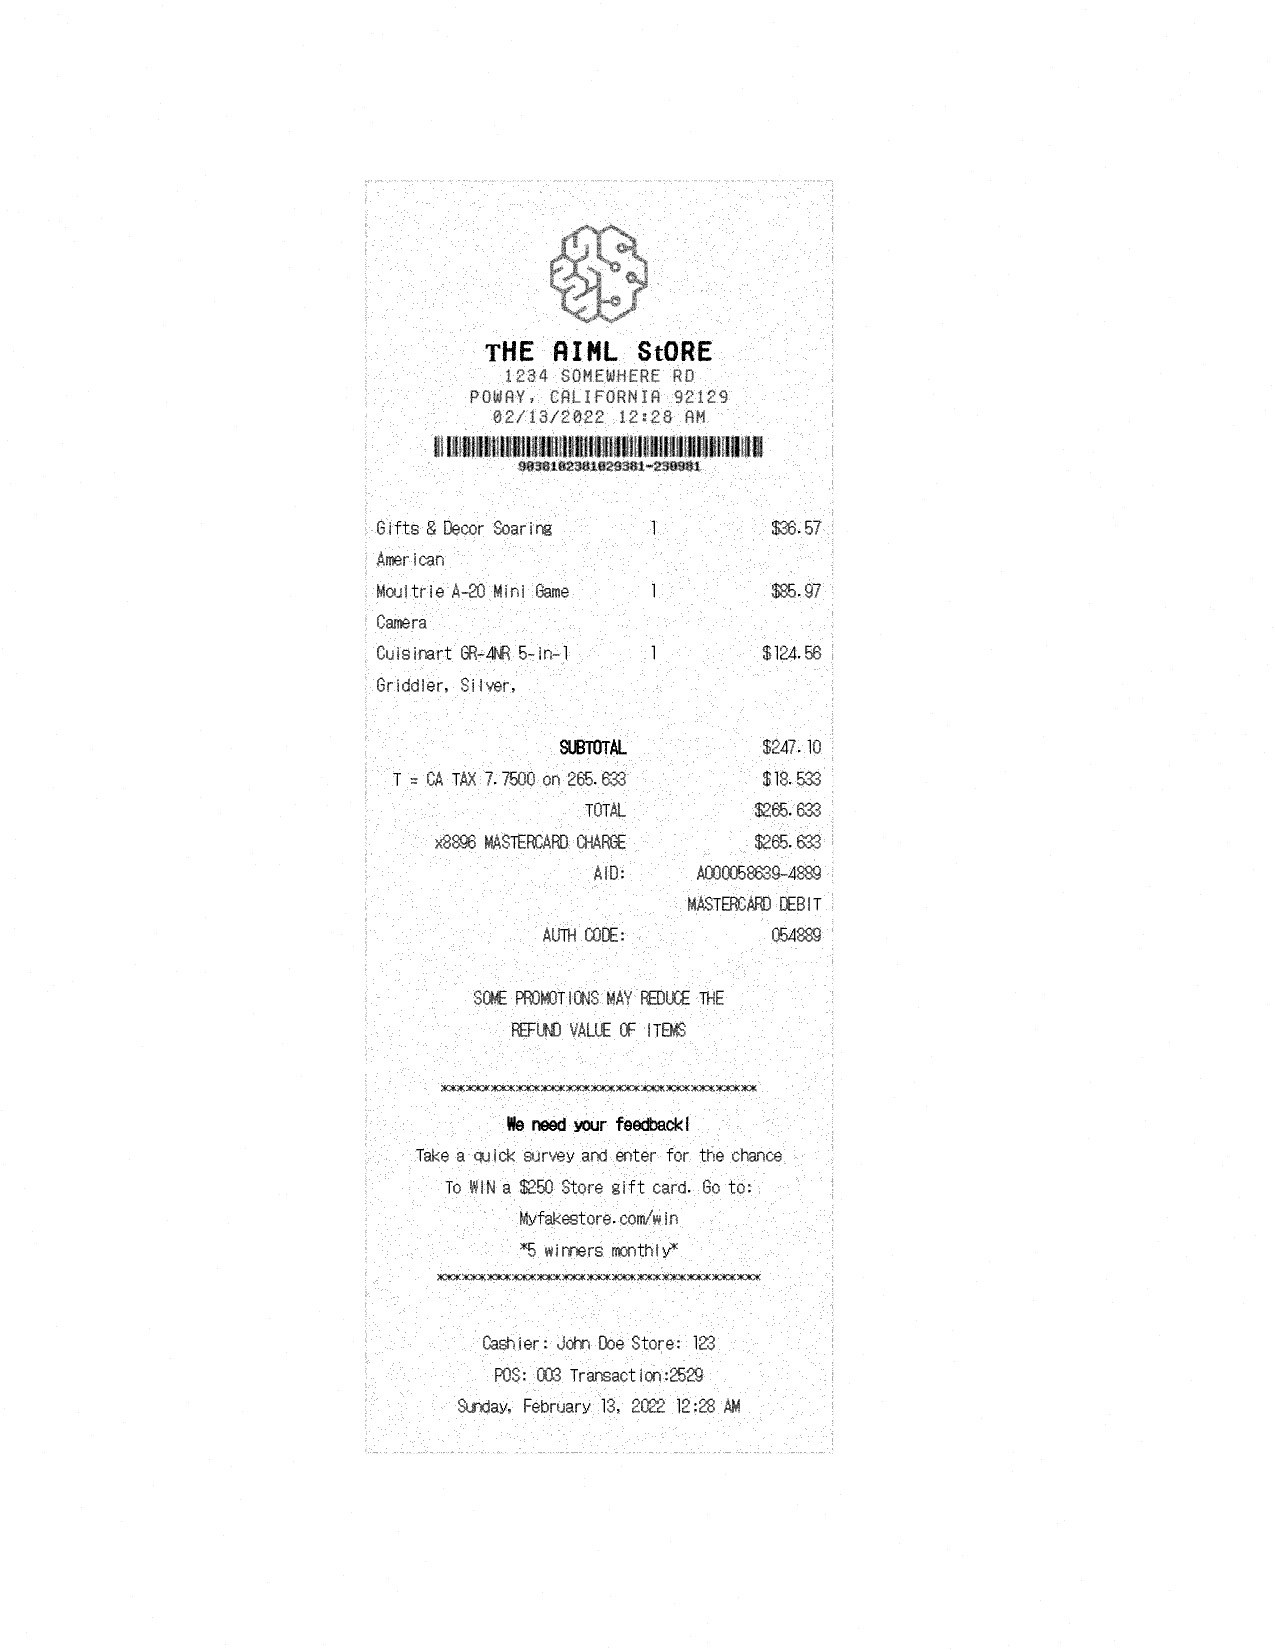 THE AIML StORE
1234 SOMEWHERE RD
POWAY, CALIFORNIA 92129
02/13/2022 12:28 AM
9038102381029381-230981
Gifts & Decor Soaring 1 $36.57
American
Moultrie A-20 Mini Game 1 $85.97
Camera
Cuisinart GR-4NR 5-in-1 1 $124.56
Griddler, Silver,
SUBTOTAL $247.10
T = CA TAX 7.7500 on 265.633 $18.533
TOTAL $265.633
x8896 MASTERCARD CHARGE $265.633
AID: A000058639-4889
MASTERCARD DEBIT
AUTH CODE: 054889
SOME PROMOTIONS MAY REDUCE THE
REFUND VALUE OF ITEMS
**************************************
We need your feedback!
Take a quick survey and enter for the chance
To WIN a $250 Store gift card. Go to:
Myfakestore.com/win
*5 winners monthly*
***************************************
Cashier: John Doe Store: 123
POS: 003 Transaction:2529
Sunday, February 13, 2022 12:28 AM